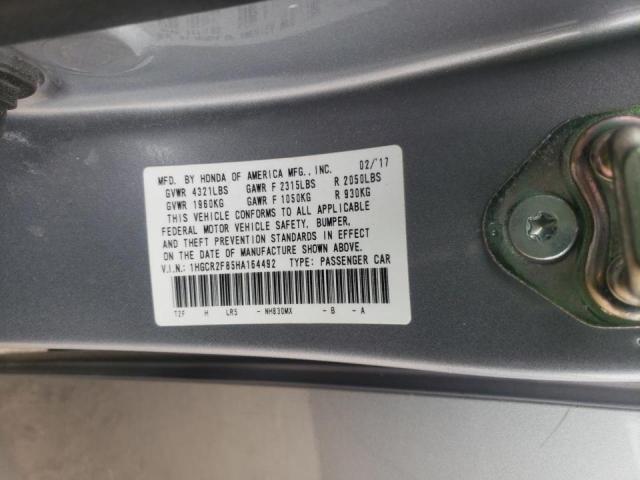 MFD. BY HONDA OF AMERICA MFG., INC. 02/'17
GVWR 4321LBS GAWR F 2315LBS R 2050LBS
GVWR 1960KG GAWR F 1050KG R 930KG
THIS VEHICLE CONFORMS TO ALL APPLICABLE
FEDERAL MOTOR VEHICLE SAFETY, BUMPER,
AND THEFT PREVENTION STANDARDS IN EFFECT
ON THE DATE OF MANUFACTURE SHOWN ABOVE.
V.I.N.: 1HGCR2F85HA164492 TYPE: PASSENGER CAR
T2F H LR5 - NH830MX - B - A